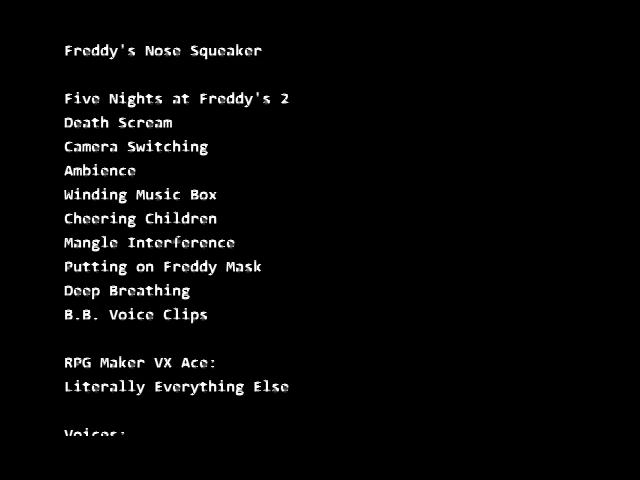 Freddy's Nose Squeaker
Five Nights at Freddy's 2
Death Scream
Camera Switching
Ambience
Winding Music Box
Cheering Children
Mangle Interference
Putting on Freddy Mask
Deep Breathing
B.B. Voice Clips
RPG Maker VX Ace:
Literally Everything Else
Voices: